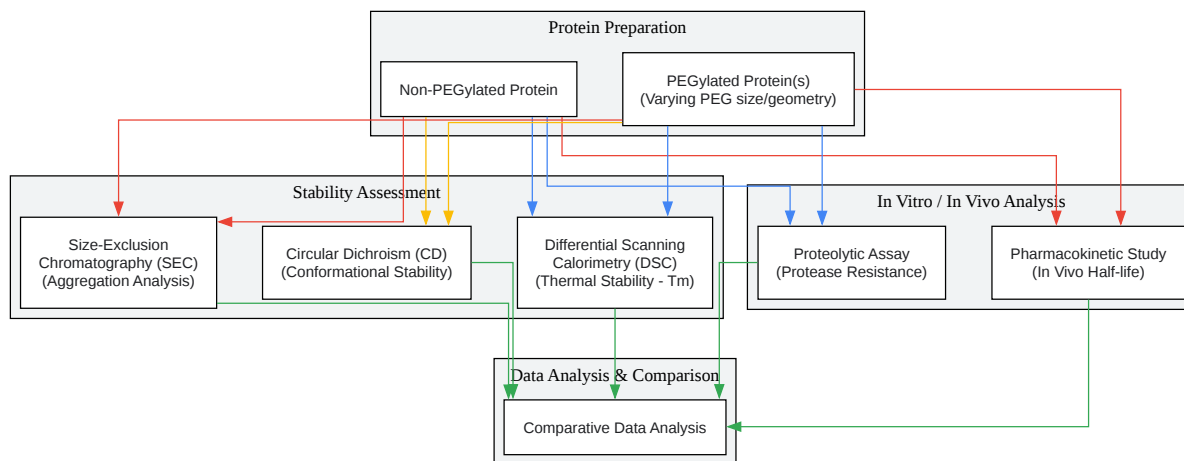 Protein Preparation
Non-PEGylated Protein
PEGylated Protein(s)
(Varying PEG size/geometry)
Stability Assessment
Size-Exclusion
Chromatography (SEC)
(Aggregation Analysis)
Circular Dichroism (CD)
(Conformational Stability)
Differential Scanning
Calorimetry (DSC)
(Thermal Stability - Tm)
In Vitro / In Vivo Analysis
Proteolytic Assay
(Protease Resistance)
Pharmacokinetic Study
(In Vivo Half-life)
Data Analysis & Comparison
Comparative Data Analysis